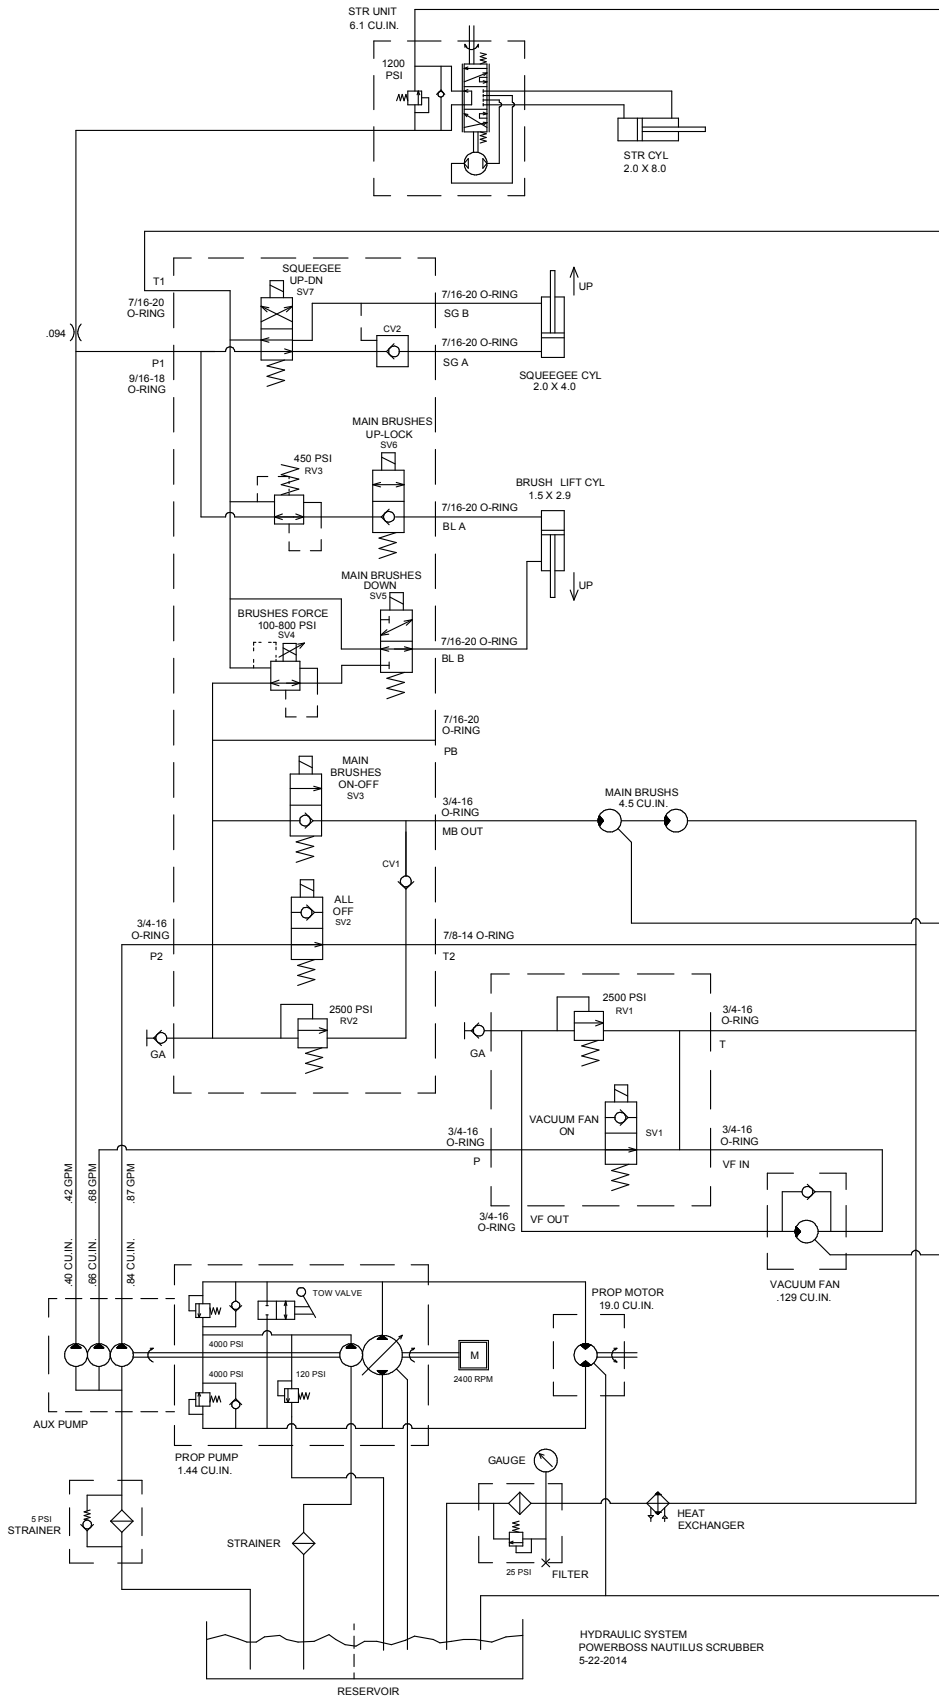 STR UNIT
6.1 CU.IN.
1200
PSI
STR CYL
2.0 X 8.0
T1
7/16-20
O-RING
SQUEEGEE
UP-DN
SV7
7/16-20 O-RING
SG B
UP
.094
CV2
7/16-20 O-RING
SG A
P1
9/16-18
O-RING
SQUEEGEE CYL
2.0 X 4.0
MAIN BRUSHES
UP-LOCK
SV6
450 PSI
RV3
BRUSH LIFT CYL
1.5 X 2.9
7/16-20 O-RING
BL A
MAIN BRUSHES
DOWN
SV5
UP
BRUSHES FORCE
100-800 PSI
SV4
7/16-20 O-RING
BL B
7/16-20
O-RING
PB
MAIN
BRUSHES
ON-OFF
SV3
3/4-16
O-RING
MB OUT
MAIN BRUSHS
4.5 CU.IN.
CV1
ALL
OFF
SV2
3/4-16
O-RING
P2
7/8-14 O-RING
T2
2500 PSI
RV2
GA
2500 PSI
RV1
GA
3/4-16
O-RING
T
VACUUM FAN
ON
SV1
3/4-16
O-RING
P
3/4-16
O-RING
VF IN
3/4-16
O-RING
VF OUT
.42 GPM
.68 GPM
.87 GPM
.40 CU.IN.
.66 CU.IN.
.84 CU.IN.
VACUUM FAN
.129 CU.IN.
TOW VALVE
PROP MOTOR
19.0 CU.IN.
4000 PSI
4000 PSI
120 PSI
M
2400 RPM
AUX PUMP
PROP PUMP
1.44 CU.IN.
GAUGE
5 PSI
STRAINER
STRAINER
HEAT
EXCHANGER
25 PSI
FILTER
HYDRAULIC SYSTEM
POWERBOSS NAUTILUS SCRUBBER
5-22-2014
RESERVOIR